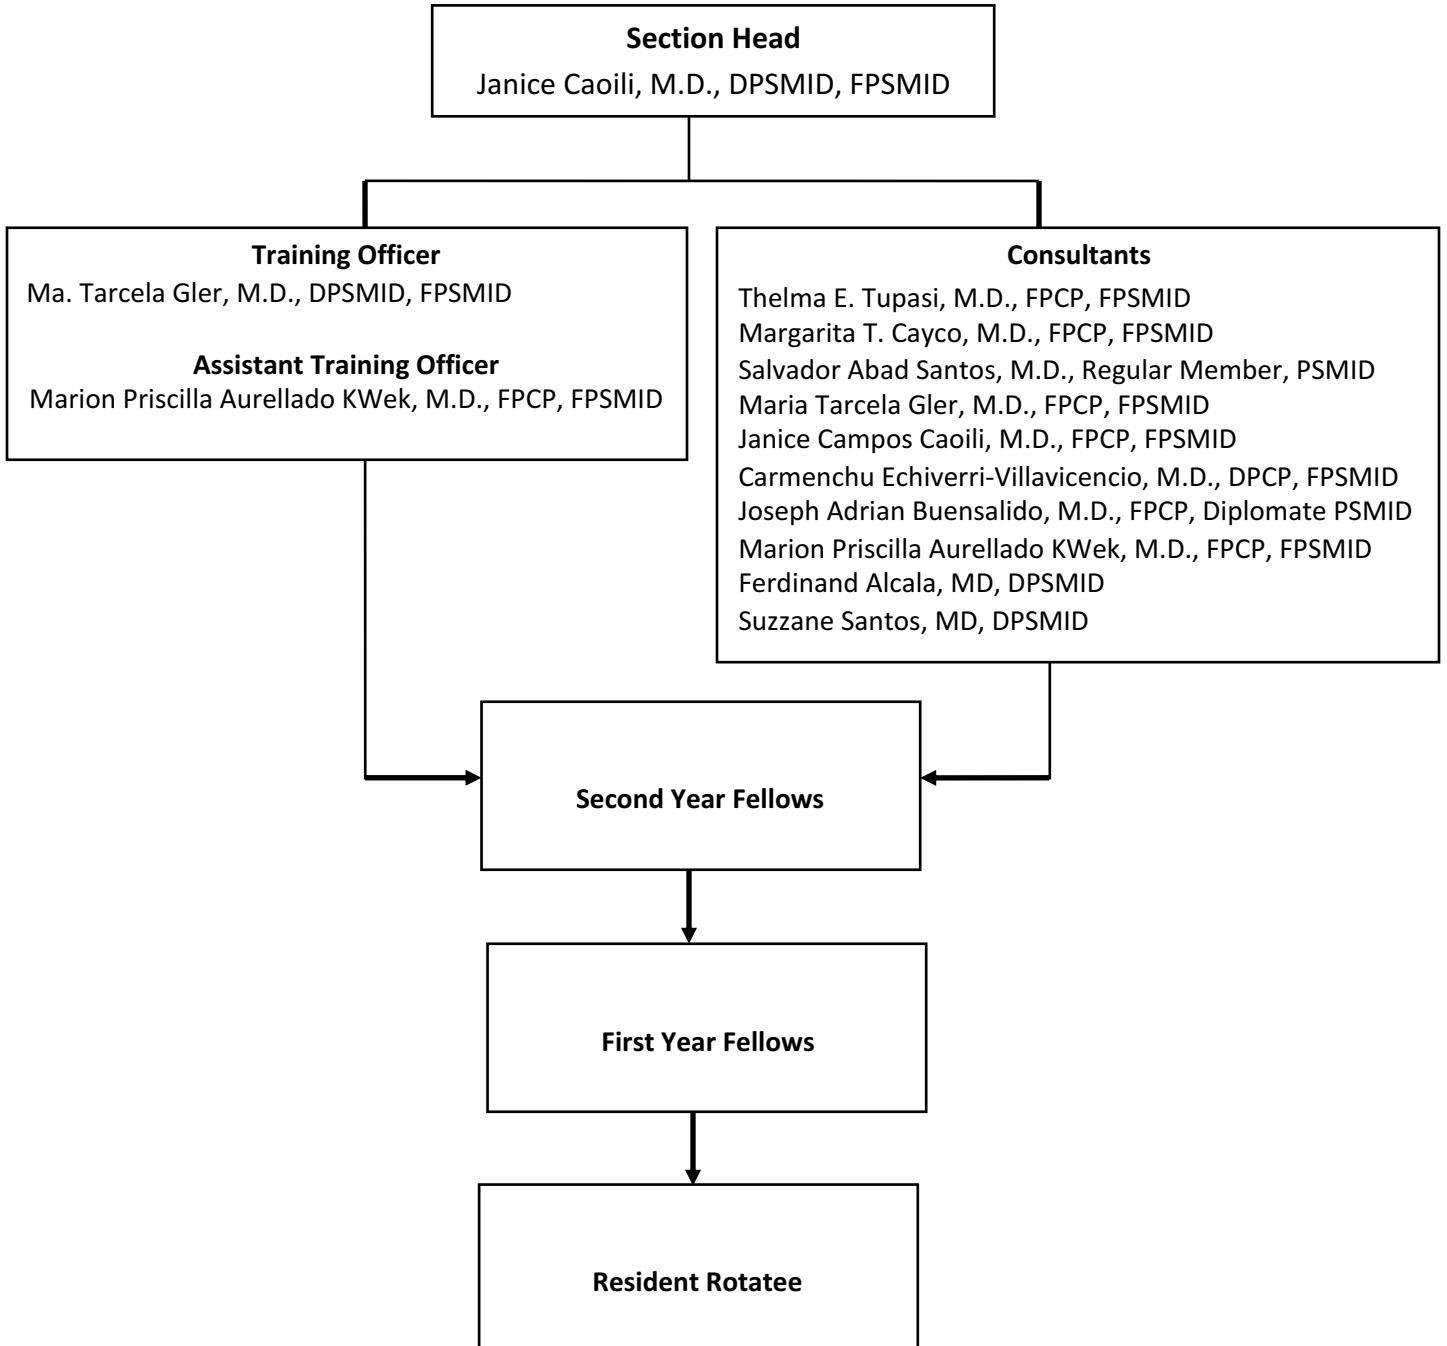 Section Head
Janice Caoili, M.D., DPSMID, FPSMID
Training Officer
Ma. Tarcela Gler, M.D., DPSMID, FPSMID
Assistant Training Officer
Marion Priscilla Aurellado KWek, M.D., FPCP, FPSMID
Consultants
Thelma E. Tupasi, M.D., FPCP, FPSMID
Margarita T. Cayco, M.D., FPCP, FPSMID
Salvador Abad Santos, M.D., Regular Member, PSMID
Maria Tarcela Gler, M.D., FPCP, FPSMID
Janice Campos Caoili, M.D., FPCP, FPSMID
Carmenchu Echiverri-Villavicencio, M.D., DPCP, FPSMID
Joseph Adrian Buensalido, M.D., FPCP, Diplomate PSMID
Marion Priscilla Aurellado KWek, M.D., FPCP, FPSMID
Ferdinand Alcala, MD, DPSMID
Suzzane Santos, MD, DPSMID
Second Year Fellows
First Year Fellows
Resident Rotatee